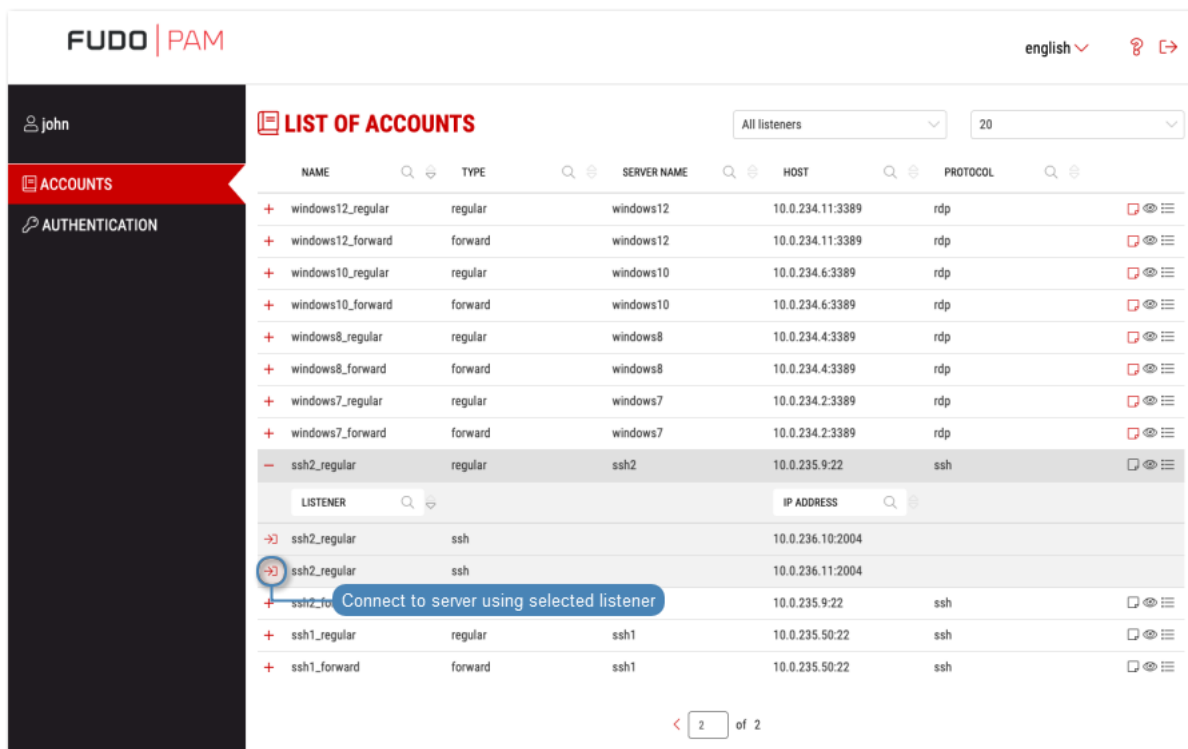 FUDO PAM
english
john
LIST OF ACCOUNTS
All listeners
20
ACCOUNTS
AUTHENTICATION
NAME TYPE SERVER NAME HOST PROTOCOL
windows12_regular regular windows12 10.0.234.11:3389 rdp
windows12_forward forward windows12 10.0.234.11:3389 rdp
windows10_regular regular windows10 10.0.234.6:3389 rdp
windows10_forward forward windows10 10.0.234.6:3389 rdp
windows8_regular regular windows8 10.0.234.4:3389 rdp
windows8_forward forward windows8 10.0.234.4:3389 rdp
windows7_regular regular windows7 10.0.234.2:3389 rdp
windows7_forward forward windows7 10.0.234.2:3389 rdp
ssh2_regular regular ssh2 10.0.235.9:22 ssh
LISTENER IP ADDRESS
ssh2_regular ssh 10.0.236.10:2004
ssh2_regular ssh 10.0.236.11:2004
Connect to server using selected listener
10.0.235.9:22 ssh
ssh1_regular regular ssh1 10.0.235.50:22 ssh
ssh1_forward forward ssh1 10.0.235.50:22 ssh
2 of 2